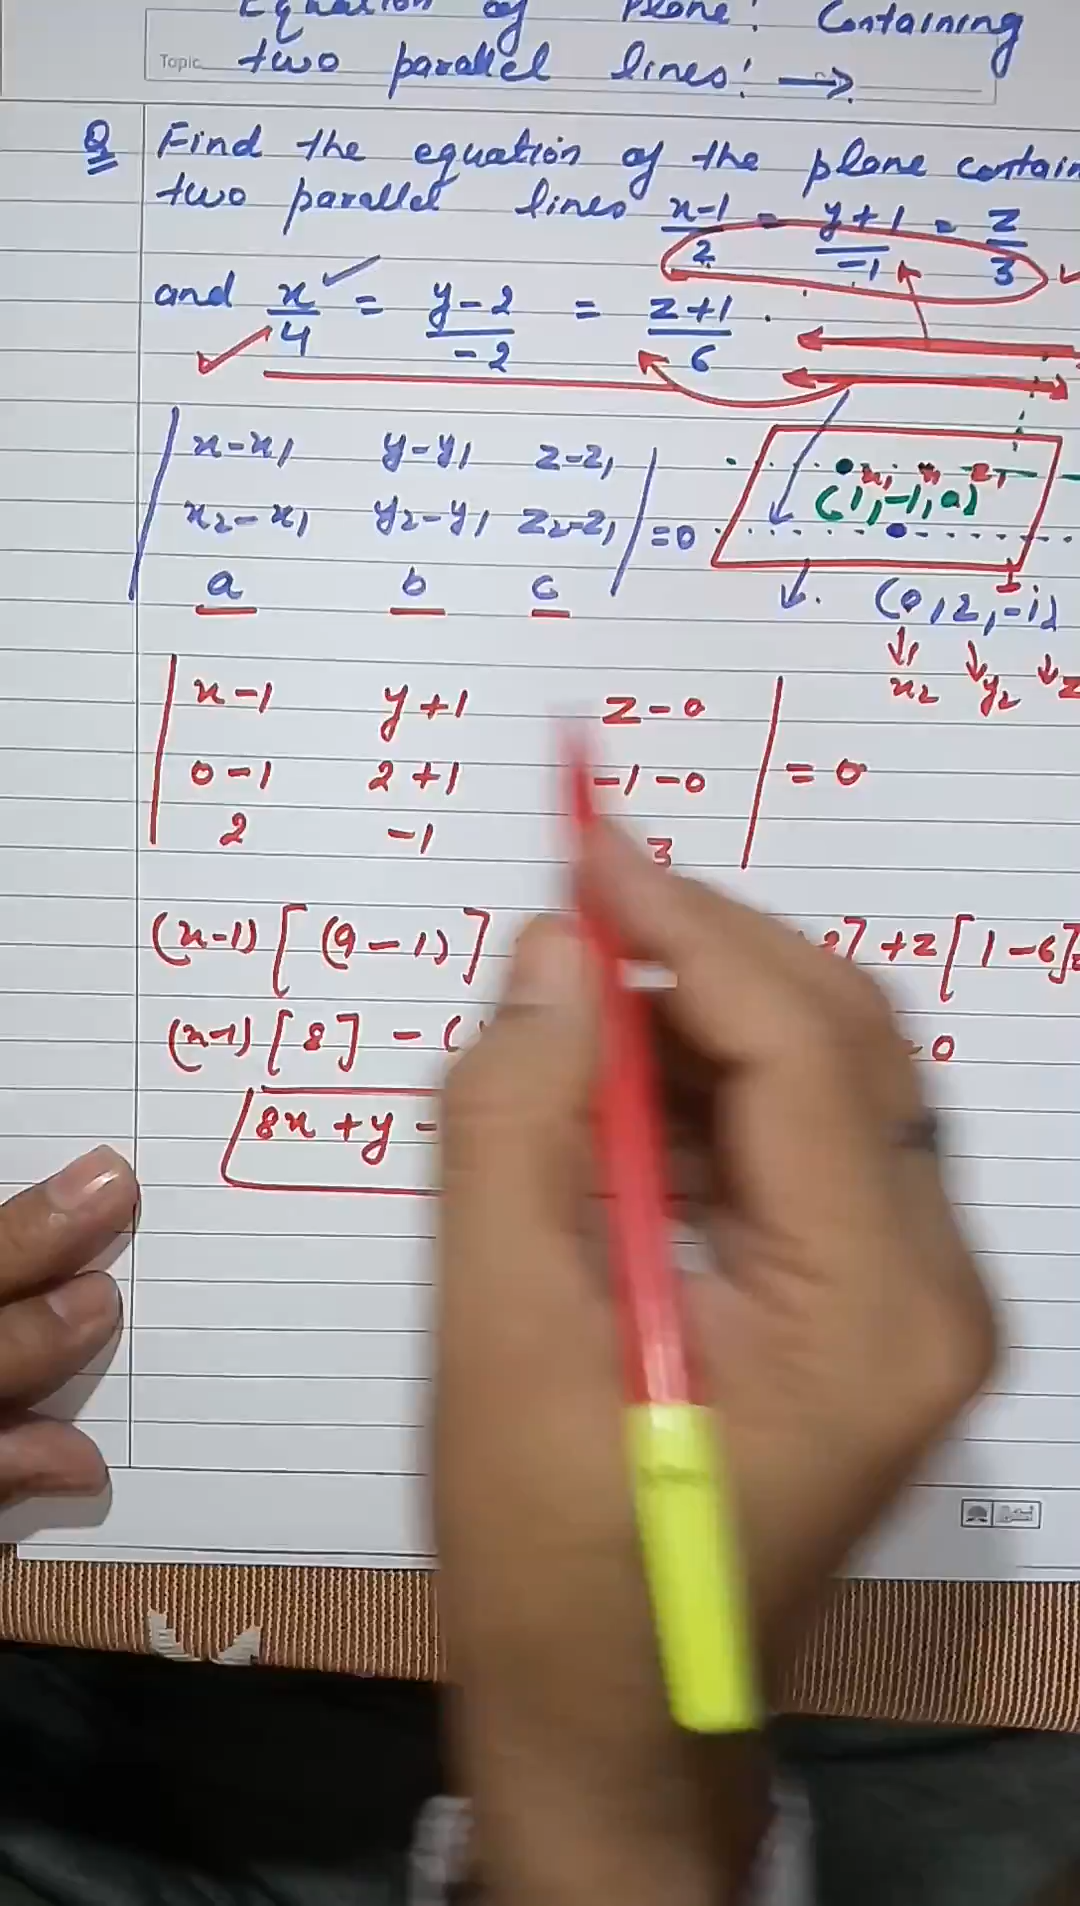 Equation of Plane: Containing
Topic two parallel lines: →
Q Find the equation of the plane contain
two parallel lines x-1/2 = y+1/-1 = z/3
and x/4 = y-2/-2 = z+1/6 .
| x-x1 y-y1 z-z1 |
| x2-x1 y2-y1 z2-z1 | =0
a b c
x1 y1 z1
(1,-1,0)
(0,2,-1)
x2 y2 z
| x-1 y+1 z-0 |
| 0-1 2+1 -1-0 | = 0
| 2 -1 3 |
(x-1)[(9-1)] +z[1-6]
(x-1)[8] - ( =0
8x+y-